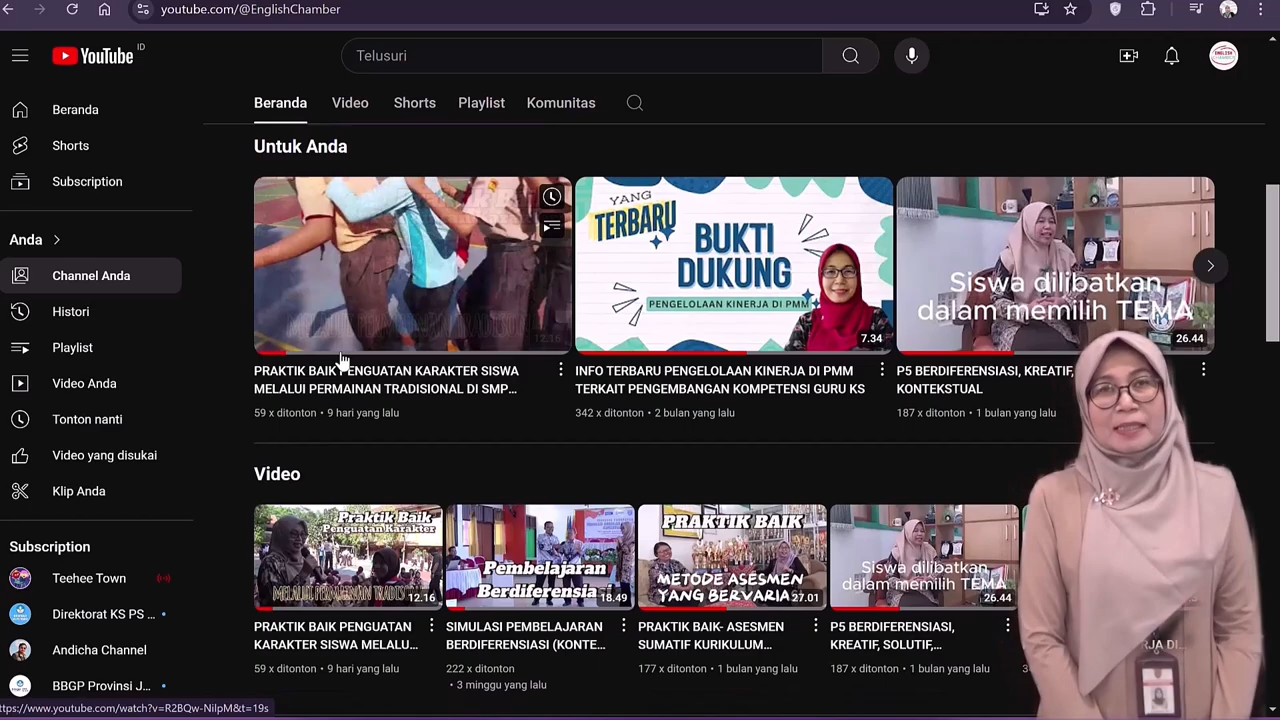 youtube.com/@EnglishChamber
YouTube ID
Telusuri
Beranda
Shorts
Subscription
Anda
Channel Anda
Histori
Playlist
Video Anda
Tonton nanti
Video yang disukai
Klip Anda
Subscription
Teehee Town
Direktorat KS PS ...
Andicha Channel
BBGP Provinsi J...
Beranda Video Shorts Playlist Komunitas
Untuk Anda
12.16
PRAKTIK BAIK PENGUATAN KARAKTER SISWA
MELALUI PERMAINAN TRADISIONAL DI SMP...
59 x ditonton • 9 hari yang lalu
YANG
TERBARU
BUKTI
DUKUNG
PENGELOLAAN KINERJA DI PMM
7.34
INFO TERBARU PENGELOLAAN KINERJA DI PMM
TERKAIT PENGEMBANGAN KOMPETENSI GURU KS
342 x ditonton • 2 bulan yang lalu
Siswa dilibatkan
dalam memilih TEMA
26.44
P5 BERDIFERENSIASI, KREATIF,
KONTEKSTUAL
187 x ditonton • 1 bulan yang lalu
Video
Praktik Baik
Penguatan Karakter
12.16
PRAKTIK BAIK PENGUATAN
KARAKTER SISWA MELALU...
59 x ditonton • 9 hari yang lalu
Pembelajaran
Berdiferensia
18.49
SIMULASI PEMBELAJARAN
BERDIFERENSIASI (KONTE...
222 x ditonton
• 3 minggu yang lalu
PRAKTIK BAIK
METODE ASESMEN
YANG BERVARIA
27.01
PRAKTIK BAIK- ASESMEN
SUMATIF KURIKULUM...
177 x ditonton • 1 bulan yang lalu
Siswa dilibatkan
dalam memilih TEMA
26.44
P5 BERDIFERENSIASI,
KREATIF, SOLUTIF,...
187 x ditonton • 1 bulan yang lalu
ttps://www.youtube.com/watch?v=R2BQw-NilpM&t=19s